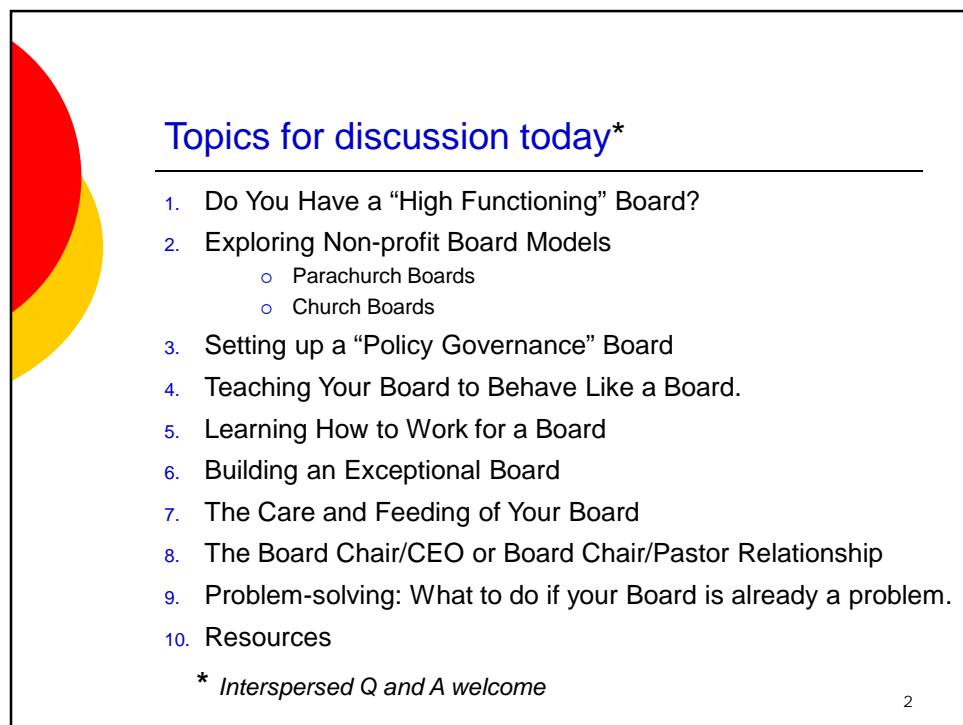 Topics for discussion today*
1. Do You Have a “High Functioning” Board?
2. Exploring Non-profit Board Models
○ Parachurch Boards
○ Church Boards
3. Setting up a “Policy Governance” Board
4. Teaching Your Board to Behave Like a Board.
5. Learning How to Work for a Board
6. Building an Exceptional Board
7. The Care and Feeding of Your Board
8. The Board Chair/CEO or Board Chair/Pastor Relationship
9. Problem-solving: What to do if your Board is already a problem.
10. Resources
* Interspersed Q and A welcome
2